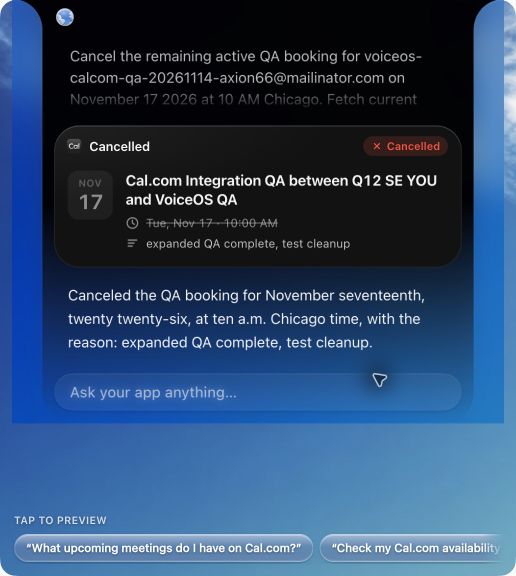 Cancel the remaining active QA booking for voiceos-
calcom-qa-20261114-axion66@mailinator.com on
November 17 2026 at 10 AM Chicago. Fetch current
Cal Cancelled
✕ Cancelled
NOV
17
Cal.com Integration QA between Q12 SE YOU
and VoiceOS QA
Tue, Nov 17 · 10:00 AM
expanded QA complete, test cleanup
Canceled the QA booking for November seventeenth,
twenty twenty-six, at ten a.m. Chicago time, with the
reason: expanded QA complete, test cleanup.
Ask your app anything...
TAP TO PREVIEW
“What upcoming meetings do I have on Cal.com?”
“Check my Cal.com availability